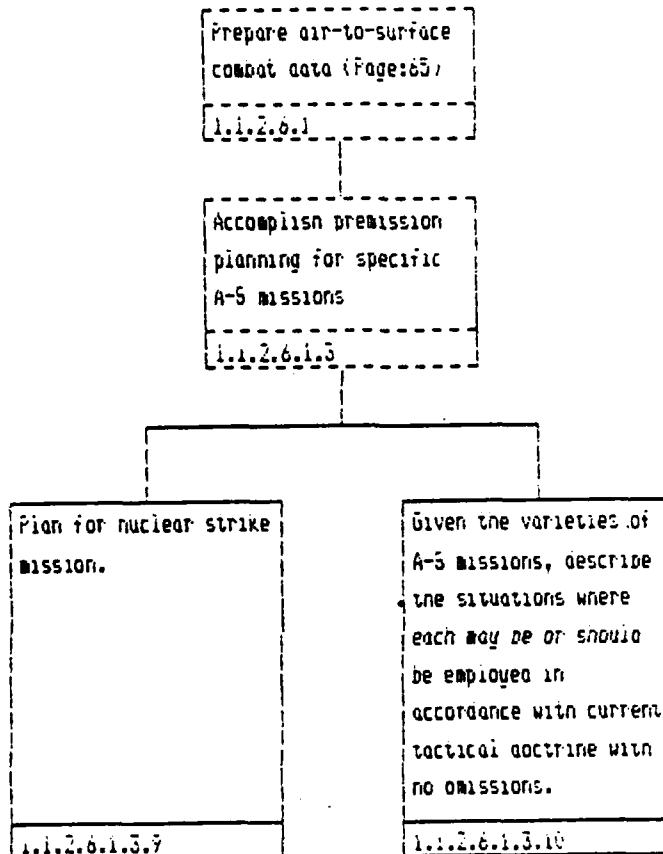 Prepare air-to-surface
combat data (Page:65)
1.1.2.6.1
Accomplish premission
planning for specific
A-S missions
1.1.2.6.1.3
Plan for nuclear strike
mission.
1.1.2.6.1.3.9
Given the varieties of
A-S missions, describe
the situations where
each may be or should
be employed in
accordance with current
tactical doctrine with
no omissions.
1.1.2.6.1.3.10